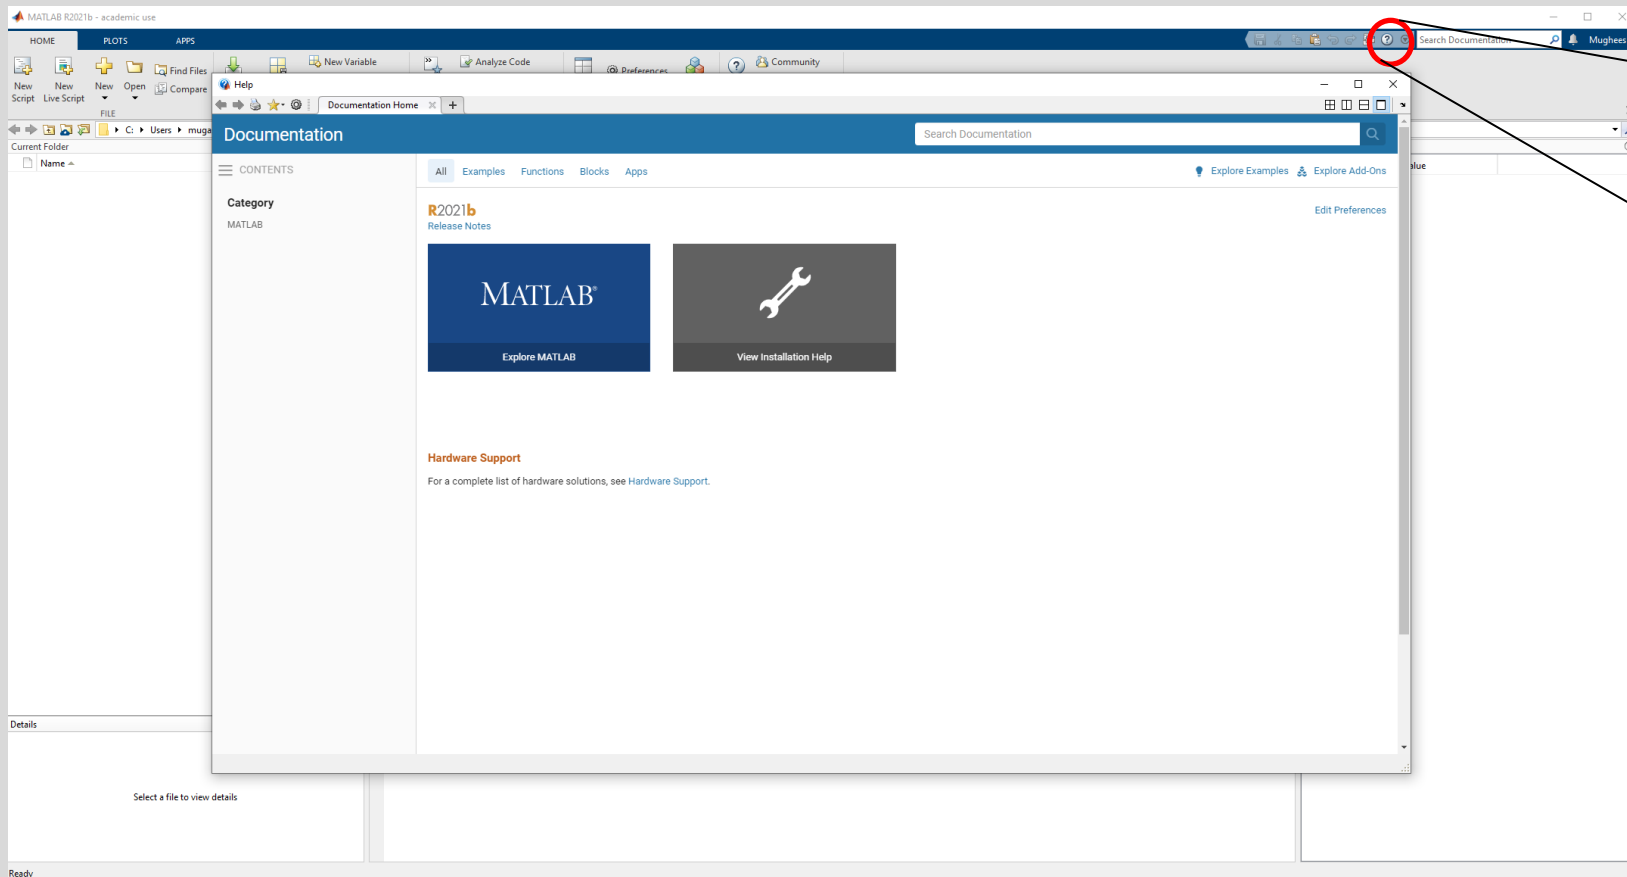 MATLAB R2021b - academic use
HOME PLOTS APPS
Search Documentation
Mughees
New Script
New Live Script
New
Open
Find Files
Compare
FILE
New Variable
Analyze Code
Preferences
Community
C: Users muga
Current Folder
Name
Help
Documentation Home
Documentation
Search Documentation
CONTENTS
All Examples Functions Blocks Apps
Explore Examples Explore Add-Ons
Category
MATLAB
R2021b
Release Notes
Edit Preferences
MATLAB®
Explore MATLAB
View Installation Help
Hardware Support
For a complete list of hardware solutions, see Hardware Support.
Details
Select a file to view details
Ready